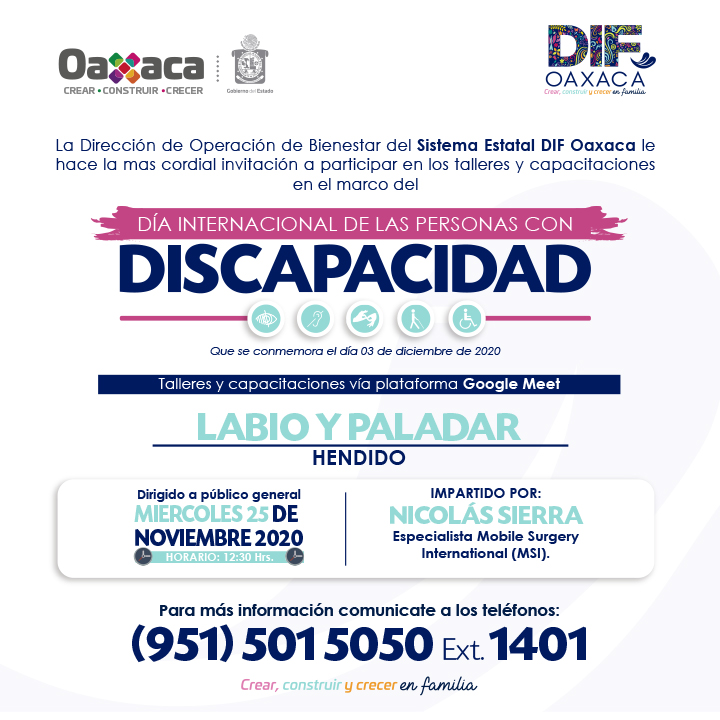 Oaxaca
CREAR • CONSTRUIR • CRECER
Gobierno del Estado
DIF
OAXACA
Crear, construir y crecer en familia
La Dirección de Operación de Bienestar del Sistema Estatal DIF Oaxaca le
hace la mas cordial invitación a participar en los talleres y capacitaciones
en el marco del
DÍA INTERNACIONAL DE LAS PERSONAS CON
DISCAPACIDAD
Que se conmemora el día 03 de diciembre de 2020
Talleres y capacitaciones vía plataforma Google Meet
LABIO Y PALADAR
HENDIDO
Dirigido a público general
MIERCOLES 25 DE
NOVIEMBRE 2020
HORARIO: 12:30 Hrs.
IMPARTIDO POR:
NICOLÁS SIERRA
Especialista Mobile Surgery
International (MSI).
Para más información comunicate a los teléfonos:
(951) 501 5050 Ext. 1401
Crear, construir y crecer en familia